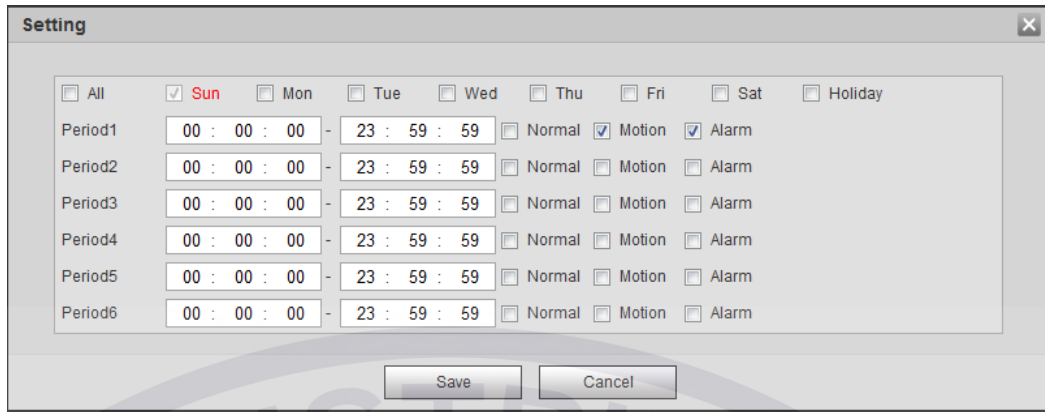 Setting
All Sun Mon Tue Wed Thu Fri Sat Holiday
Period1 00 : 00 : 00 - 23 : 59 : 59 Normal Motion Alarm
Period2 00 : 00 : 00 - 23 : 59 : 59 Normal Motion Alarm
Period3 00 : 00 : 00 - 23 : 59 : 59 Normal Motion Alarm
Period4 00 : 00 : 00 - 23 : 59 : 59 Normal Motion Alarm
Period5 00 : 00 : 00 - 23 : 59 : 59 Normal Motion Alarm
Period6 00 : 00 : 00 - 23 : 59 : 59 Normal Motion Alarm
Save Cancel